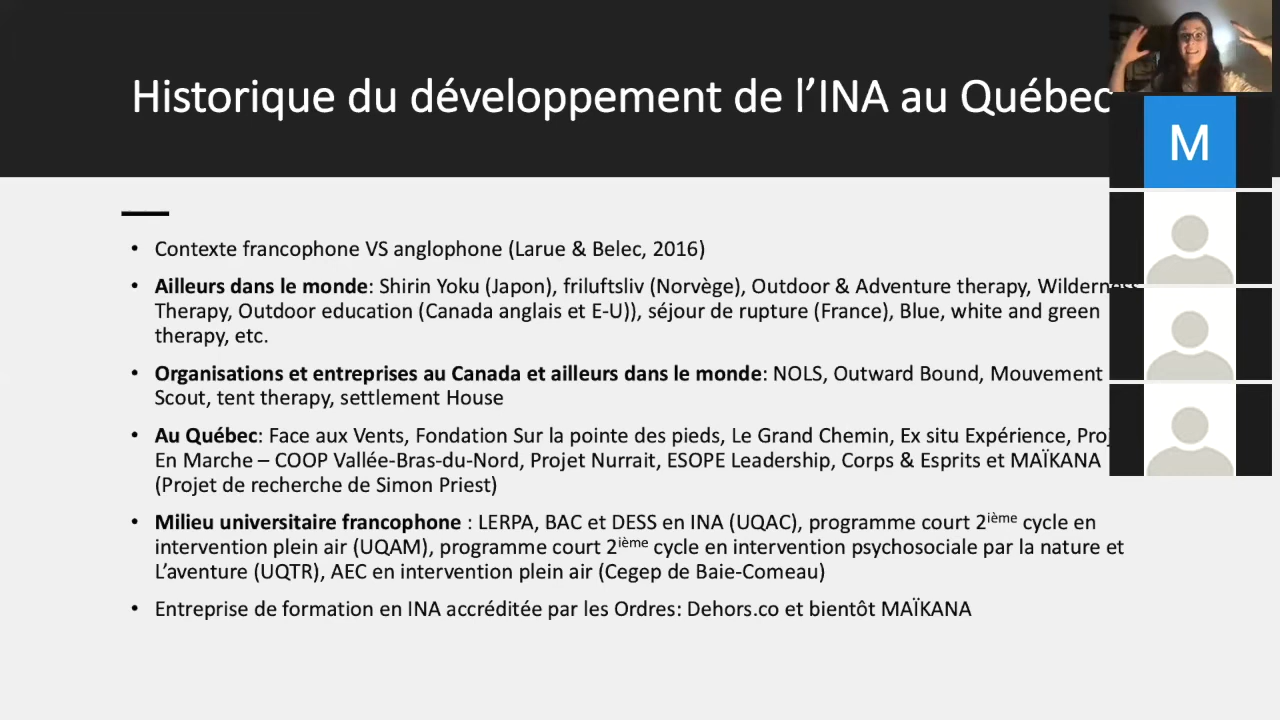 Historique du développement de l'INA au Québec
M
• Contexte francophone VS anglophone (Larue & Belec, 2016)
• Ailleurs dans le monde: Shirin Yoku (Japon), friluftsliv (Norvège), Outdoor & Adventure therapy, Wilderness
Therapy, Outdoor education (Canada anglais et E-U)), séjour de rupture (France), Blue, white and green
therapy, etc.
• Organisations et entreprises au Canada et ailleurs dans le monde: NOLS, Outward Bound, Mouvement
Scout, tent therapy, settlement House
• Au Québec: Face aux Vents, Fondation Sur la pointe des pieds, Le Grand Chemin, Ex situ Expérience,
En Marche – COOP Vallée-Bras-du-Nord, Projet Nurrait, ESOPE Leadership, Corps & Esprits et MAÏKANA
(Projet de recherche de Simon Priest)
• Milieu universitaire francophone : LERPA, BAC et DESS en INA (UQAC), programme court 2ième cycle en
intervention plein air (UQAM), programme court 2ième cycle en intervention psychosociale par la nature et
L'aventure (UQTR), AEC en intervention plein air (Cegep de Baie-Comeau)
• Entreprise de formation en INA accréditée par les Ordres: Dehors.co et bientôt MAÏKANA